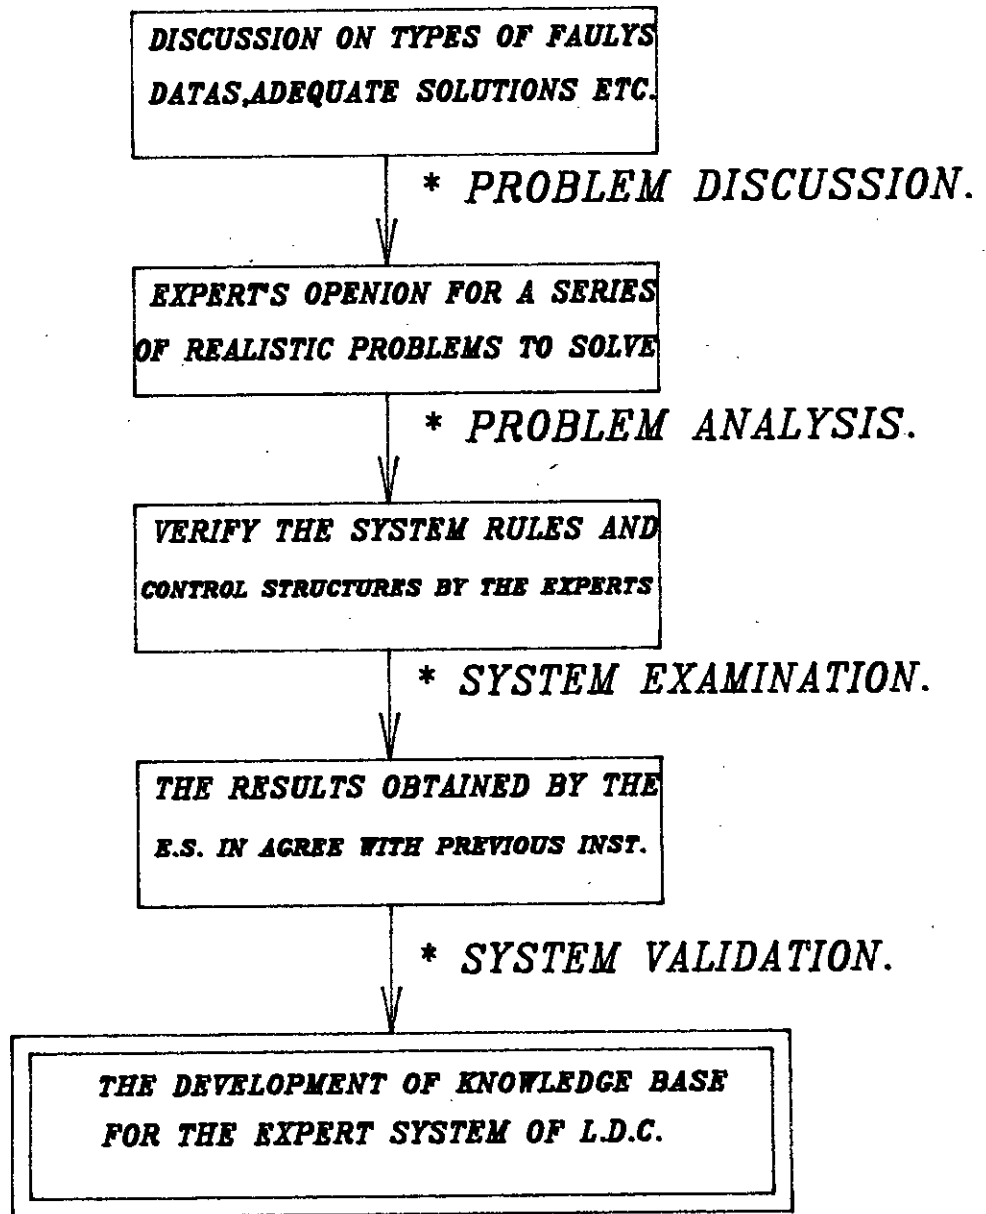 DISCUSSION ON TYPES OF FAULYS
DATAS,ADEQUATE SOLUTIONS ETC.
* PROBLEM DISCUSSION.
EXPERT'S OPENION FOR A SERIES
OF REALISTIC PROBLEMS TO SOLVE
* PROBLEM ANALYSIS.
VERIFY THE SYSTEM RULES AND
CONTROL STRUCTURES BY THE EXPERTS
* SYSTEM EXAMINATION.
THE RESULTS OBTAINED BY THE
E.S. IN AGREE WITH PREVIOUS INST.
* SYSTEM VALIDATION.
THE DEVELOPMENT OF KNOWLEDGE BASE
FOR THE EXPERT SYSTEM OF L.D.C.